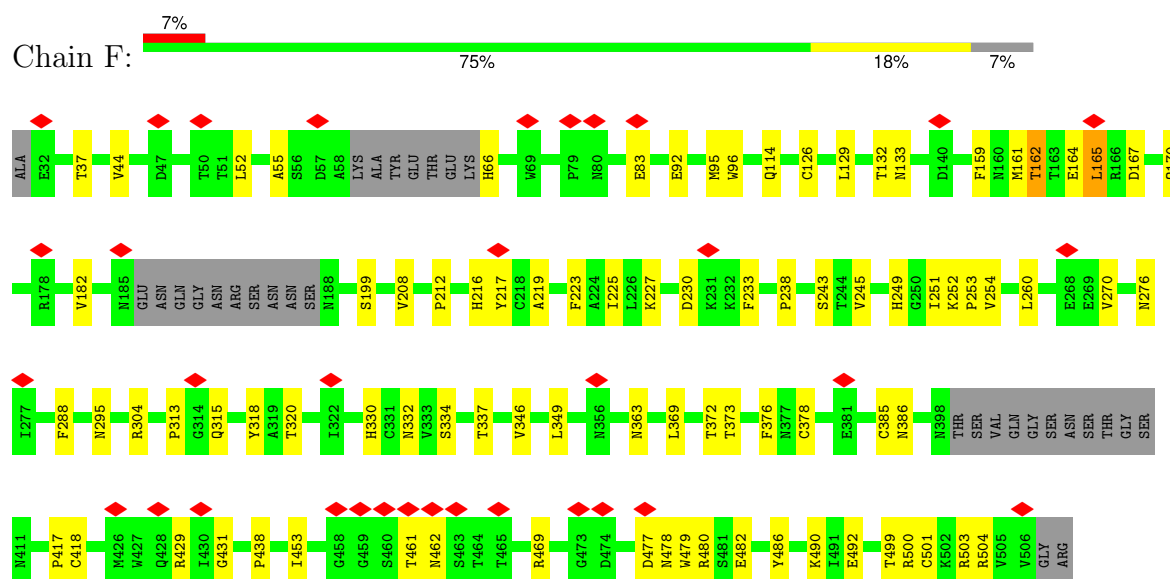 7%
Chain F:
75% 18% 7%
ALA E32 T37 V44 D47 T50 T51 L52 A55 S56 D57 A58 LYS ALA TYR GLU THR GLU LYS H66 W69 P79 N80 E83 E92 M95 W96 Q114 C126 L129 T132 N133 D140 F159 N160 M161 T162 T163 E164 L165 R166 D167
R178 V182 N185 GLU ASN GLN GLY ASN ARG SER ASN ASN SER N188 S199 V208 P212 H216 Y217 C218 A219 F223 A224 I225 L226 K227 D230 K231 K232 F233 P238 S243 T244 V245 H249 G250 I251 K252 P253 V254 L260 E268 E269 V270 N276
I277 F288 N295 R304 P313 G314 Q315 Y318 A319 T320 I322 H330 C331 N332 V333 S334 T337 V346 L349 N356 N363 L369 T372 T373 F376 N377 C378 E381 C385 N386 N398 THR SER VAL GLN GLY SER ASN SER THR GLY SER
N411 P417 C418 M426 W427 Q428 R429 I430 G431 P438 I453 G458 G459 S460 T461 N462 S463 T464 T465 R469 G473 D474 D477 N478 W479 R480 S481 E482 Y486 K490 I491 E492 T499 R500 C501 K502 R503 R504 V505 V506 GLY ARG